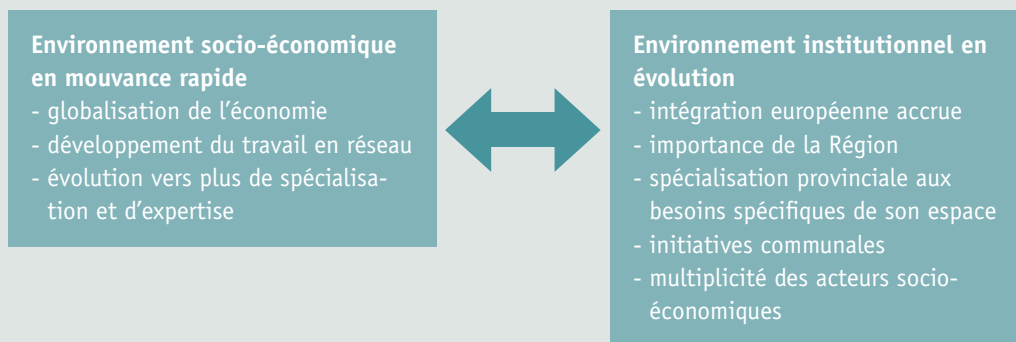 Environnement socio-économique
en mouvance rapide
- globalisation de l’économie
- développement du travail en réseau
- évolution vers plus de spécialisa-
tion et d’expertise
Environnement institutionnel en
évolution
- intégration européenne accrue
- importance de la Région
- spécialisation provinciale aux
besoins spécifiques de son espace
- initiatives communales
- multiplicité des acteurs socio-
économiques